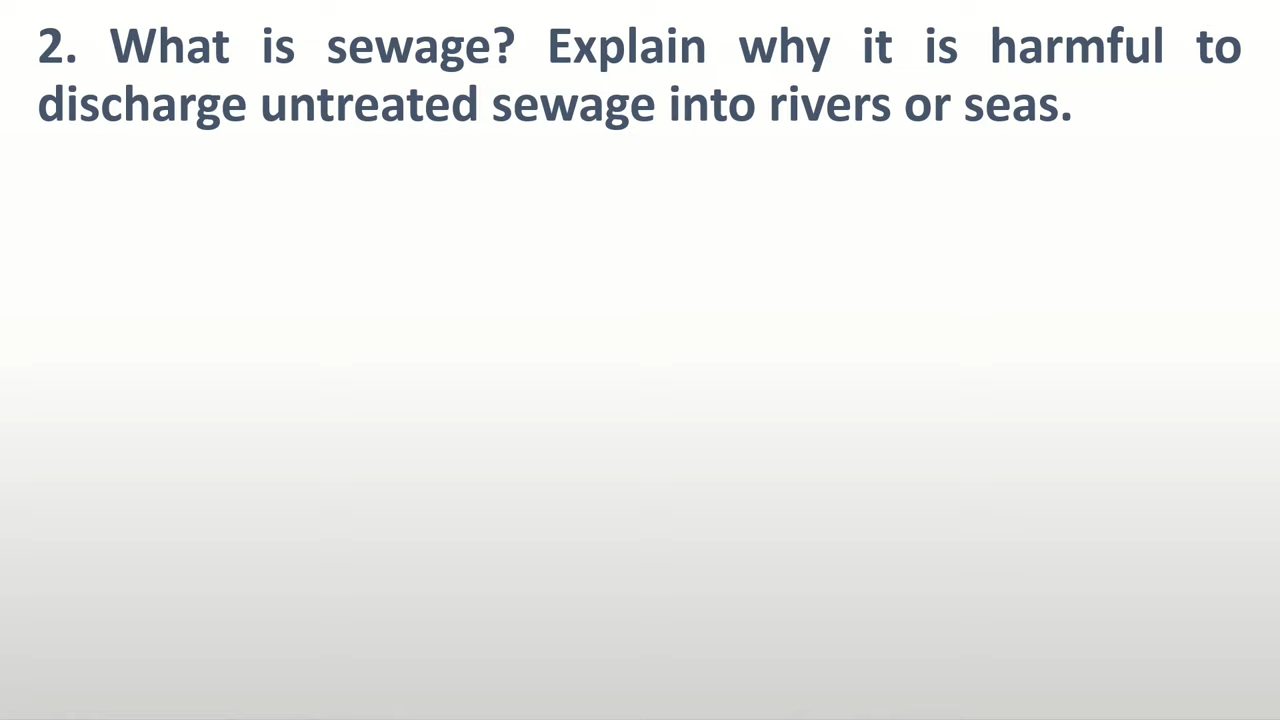 2. What is sewage? Explain why it is harmful to
discharge untreated sewage into rivers or seas.